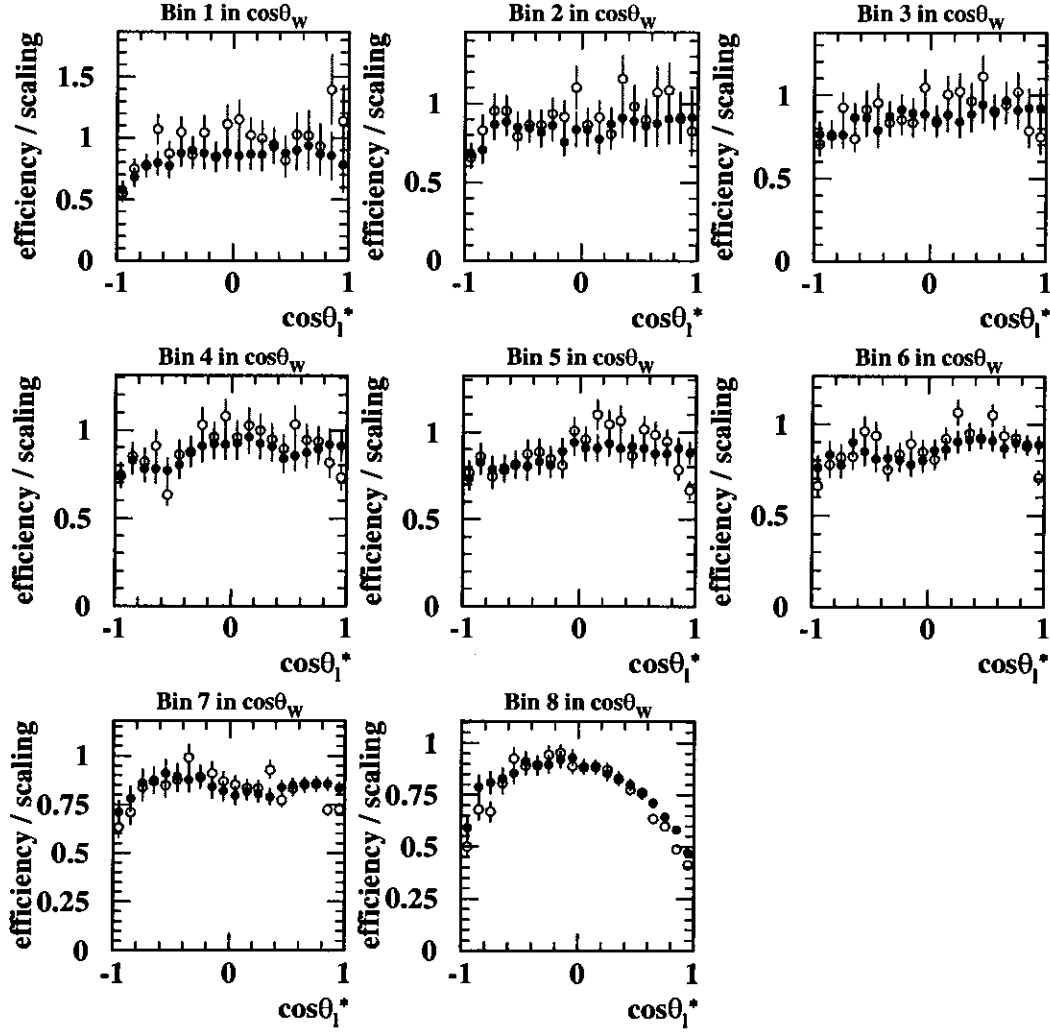 Bin 1 in cosθw
efficiency / scaling
1.5
1
0.5
0
-1 0 1
cosθl*
Bin 2 in cosθw
efficiency / scaling
1
0.5
0
-1 0 1
cosθl*
Bin 3 in cosθw
efficiency / scaling
1
0.5
0
-1 0 1
cosθl*
Bin 4 in cosθw
efficiency / scaling
1
0.5
0
-1 0 1
cosθl*
Bin 5 in cosθw
efficiency / scaling
1
0.5
0
-1 0 1
cosθl*
Bin 6 in cosθw
efficiency / scaling
1
0.5
0
-1 0 1
cosθl*
Bin 7 in cosθw
efficiency / scaling
1
0.75
0.5
0.25
0
-1 0 1
cosθl*
Bin 8 in cosθw
efficiency / scaling
1
0.75
0.5
0.25
0
-1 0 1
cosθl*